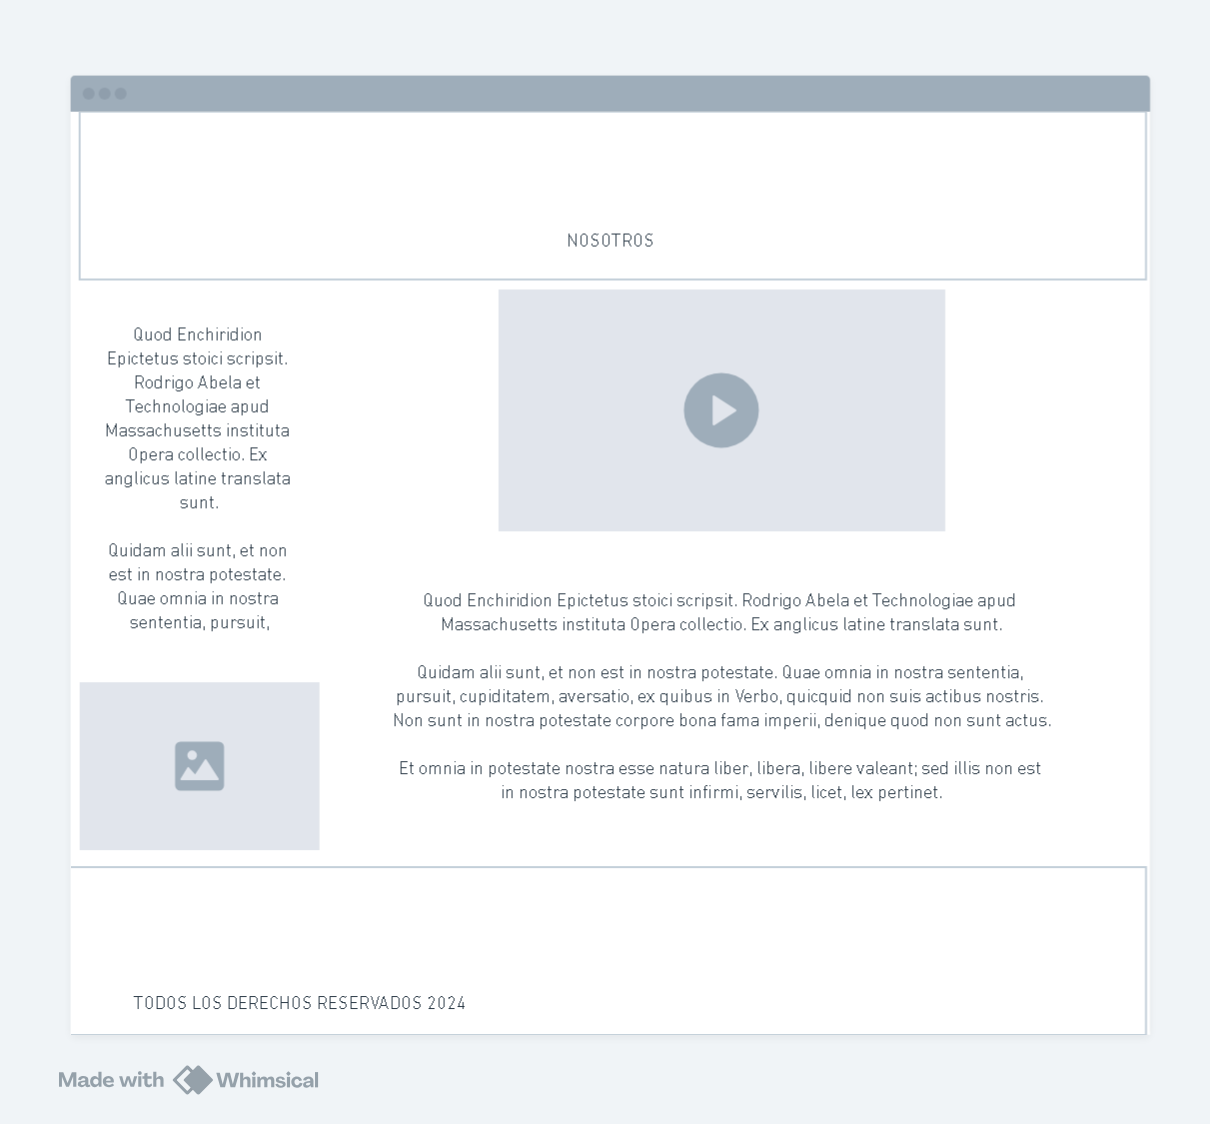 NOSOTROS
Quod Enchiridion
Epictetus stoici scripsit.
Rodrigo Abela et
Technologiae apud
Massachusetts instituta
Opera collectio. Ex
anglicus latine translata
sunt.
Quidam alii sunt, et non
est in nostra potestate.
Quae omnia in nostra
sententia, pursuit,
Quod Enchiridion Epictetus stoici scripsit. Rodrigo Abela et Technologiae apud
Massachusetts instituta Opera collectio. Ex anglicus latine translata sunt.
Quidam alii sunt, et non est in nostra potestate. Quae omnia in nostra sententia,
pursuit, cupiditatem, aversatio, ex quibus in Verbo, quicquid non suis actibus nostris.
Non sunt in nostra potestate corpore bona fama imperii, denique quod non sunt actus.
Et omnia in potestate nostra esse natura liber, libera, libere valeant; sed illis non est
in nostra potestate sunt infirmi, servilis, licet, lex pertinet.
TODOS LOS DERECHOS RESERVADOS 2024
Made with Whimsical